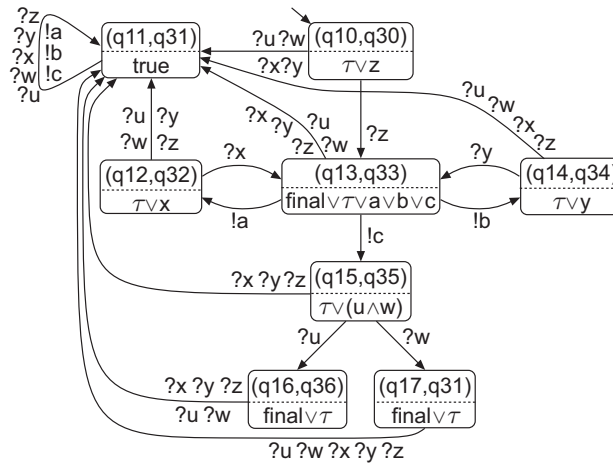 ?z
?y !a
?x !b
?w !c
?u
(q11,q31)
true
?u ?w
?x?y
(q10,q30)
τ∨z
?u
?w
?x
?z
?u ?y
?w ?z
?x ?y ?z
?u
?w
?z
(q12,q32)
τ∨x
?x
!a
(q13,q33)
final∨τ∨a∨b∨c
?y
!b
(q14,q34)
τ∨y
!c
?x ?y ?z
(q15,q35)
τ∨(u∧w)
?u
?w
?x ?y ?z
?u ?w
(q16,q36)
final∨τ
(q17,q31)
final∨τ
?u ?w ?x ?y ?z